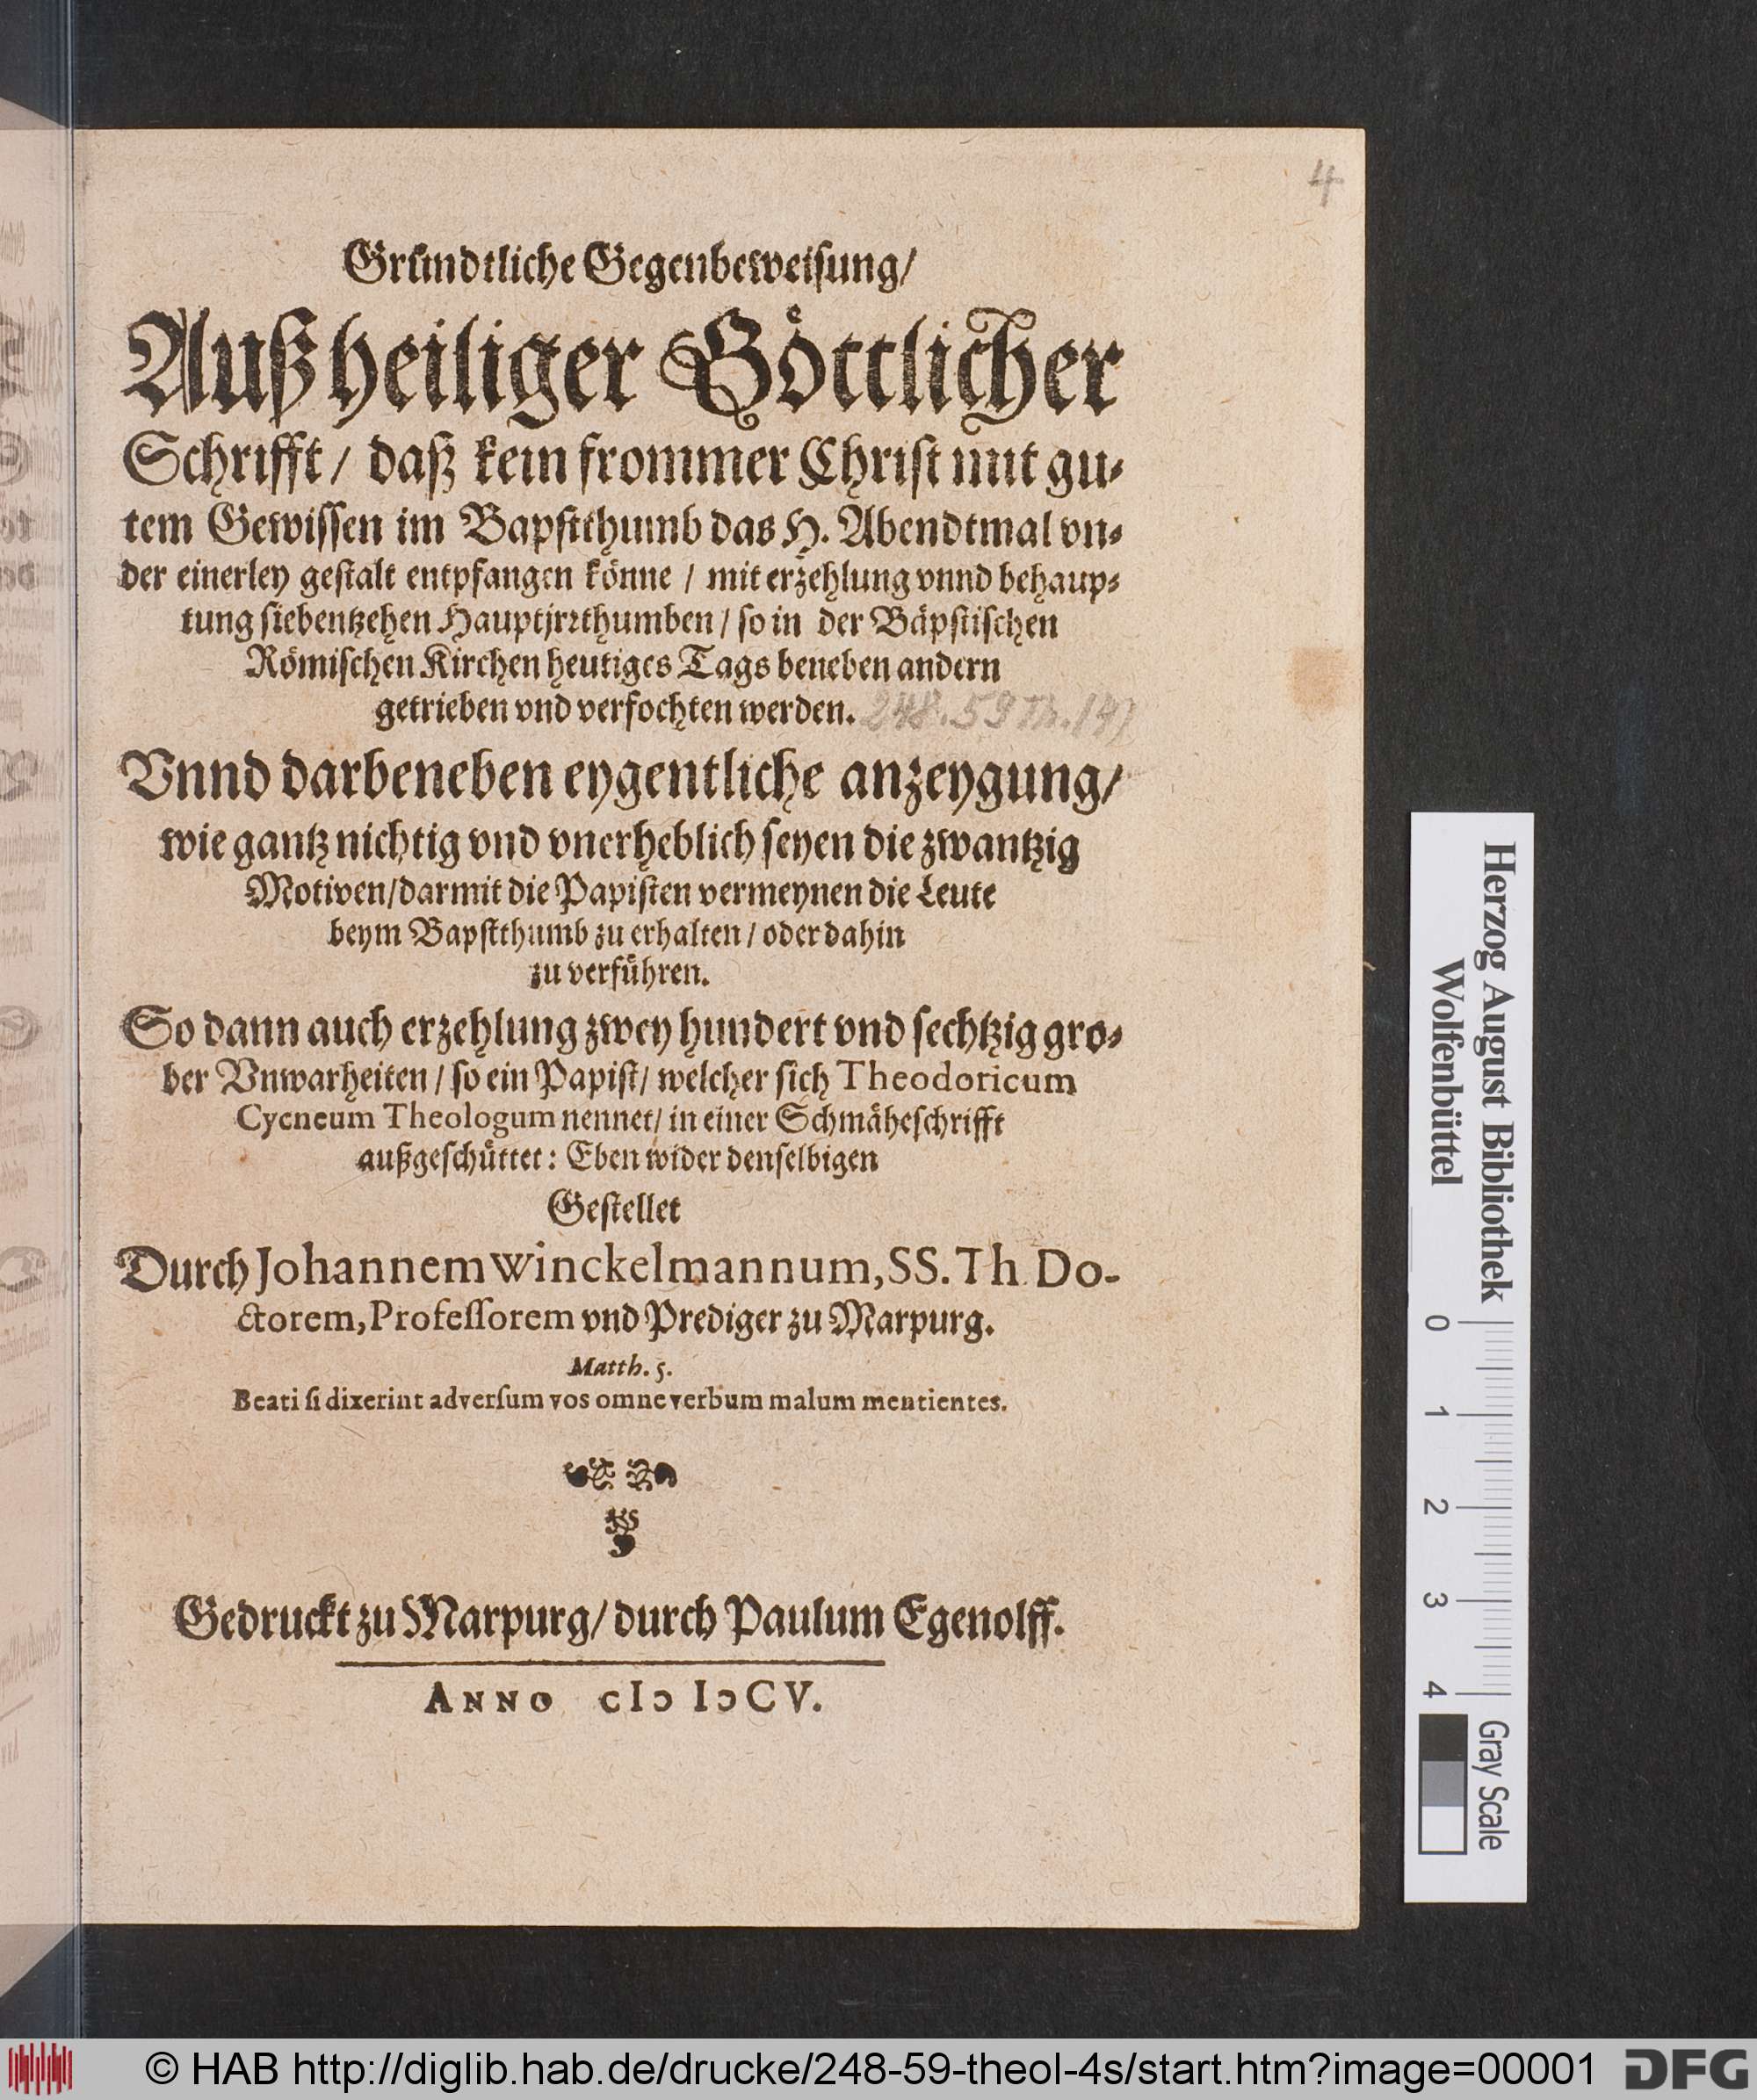 4
Gründtliche Gegenbeweisung/
Auß heiliger Göttlicher
Schrifft / daß kein frommer Christ mit gu⸗
tem Gewissen im Bapstthumb das H. Abendtmal vn⸗
der einerley gestalt entpfangen könne / mit erzehlung vnnd behaup⸗
tung siebentzehen Hauptjrrthumben / so in der Bäpstischen
Römischen Kirchen heutiges Tags beneben andern
getrieben vnd verfochten werden. 248.59 Th. (4)
Vnnd darbeneben eygentliche anzeygung/
wie gantz nichtig vnd vnerheblich seyen die zwantzig
Motiven/darmit die Papisten vermeynen die Leute
beym Bapstthumb zu erhalten / oder dahin
zu verführen.
So dann auch erzehlung zwey hundert vnd sechtzig gro⸗
ber Vnwarheiten / so ein Papist/ welcher sich Theodoricum
Cycneum Theologum nennet/ in einer Schmäheschrifft
außgeschüttet: Eben wider denselbigen
Gestellet
Durch Johannem Winckelmannum, SS. Th Do-
ctorem, Professorem vnd Prediger zu Marpurg.
Matth. 5.
Beati si dixerint adversum vos omne verbum malum mentientes.
Gedruckt zu Marpurg/ durch Paulum Egenolff.
ANNO cIↄ IↄCV.
Herzog August Bibliothek
Wolfenbüttel
0 1 2 3 4
Gray Scale
© HAB http://diglib.hab.de/drucke/248-59-theol-4s/start.htm?image=00001
DFG